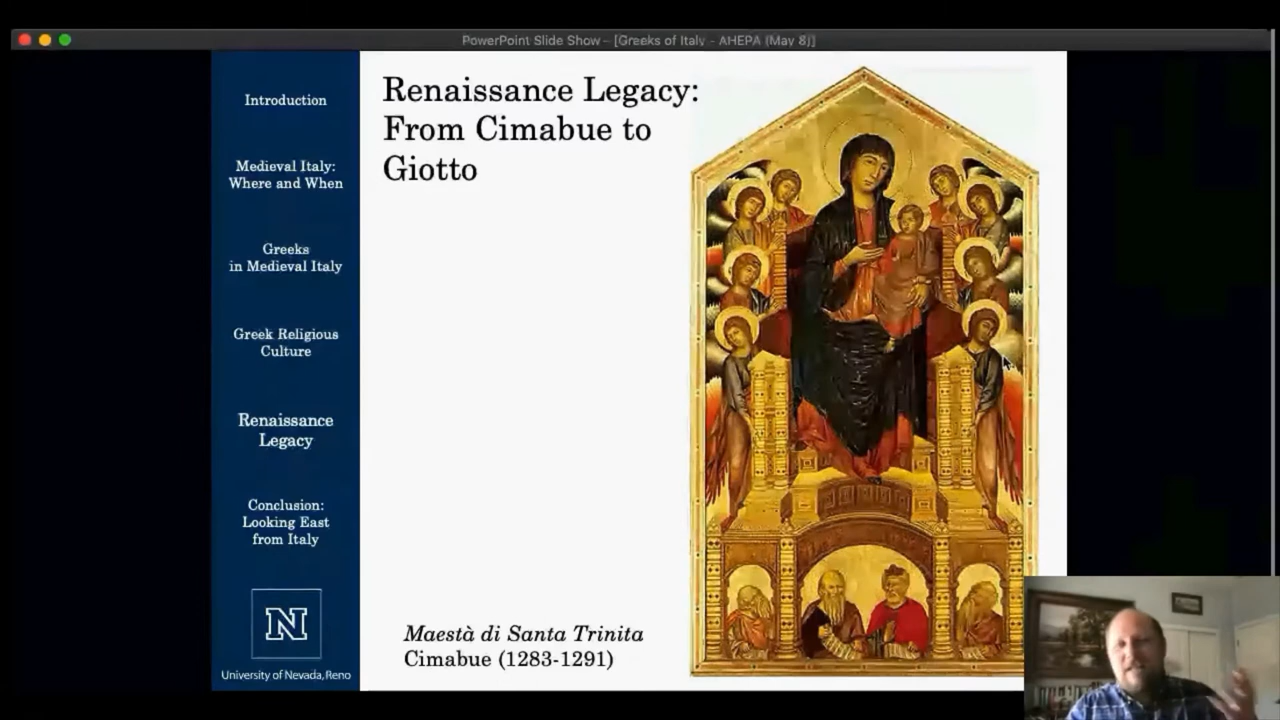 PowerPoint Slide Show - [Greeks of Italy - AHEPA (May 8)]
Introduction
Medieval Italy:
Where and When
Greeks
in Medieval Italy
Greek Religious
Culture
Renaissance
Legacy
Conclusion:
Looking East
from Italy
N
University of Nevada, Reno
Renaissance Legacy:
From Cimabue to
Giotto
Maestà di Santa Trinita
Cimabue (1283-1291)